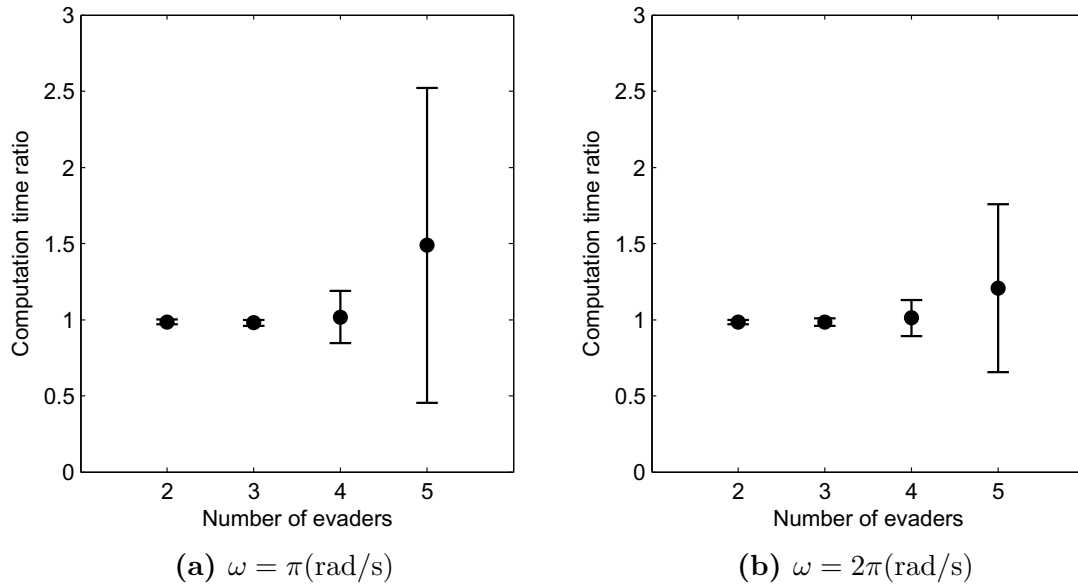 3
2.5
2
1.5
1
0.5
0
Computation time ratio
2 3 4 5
Number of evaders
(a) ω = π(rad/s)
3
2.5
2
1.5
1
0.5
0
Computation time ratio
2 3 4 5
Number of evaders
(b) ω = 2π(rad/s)